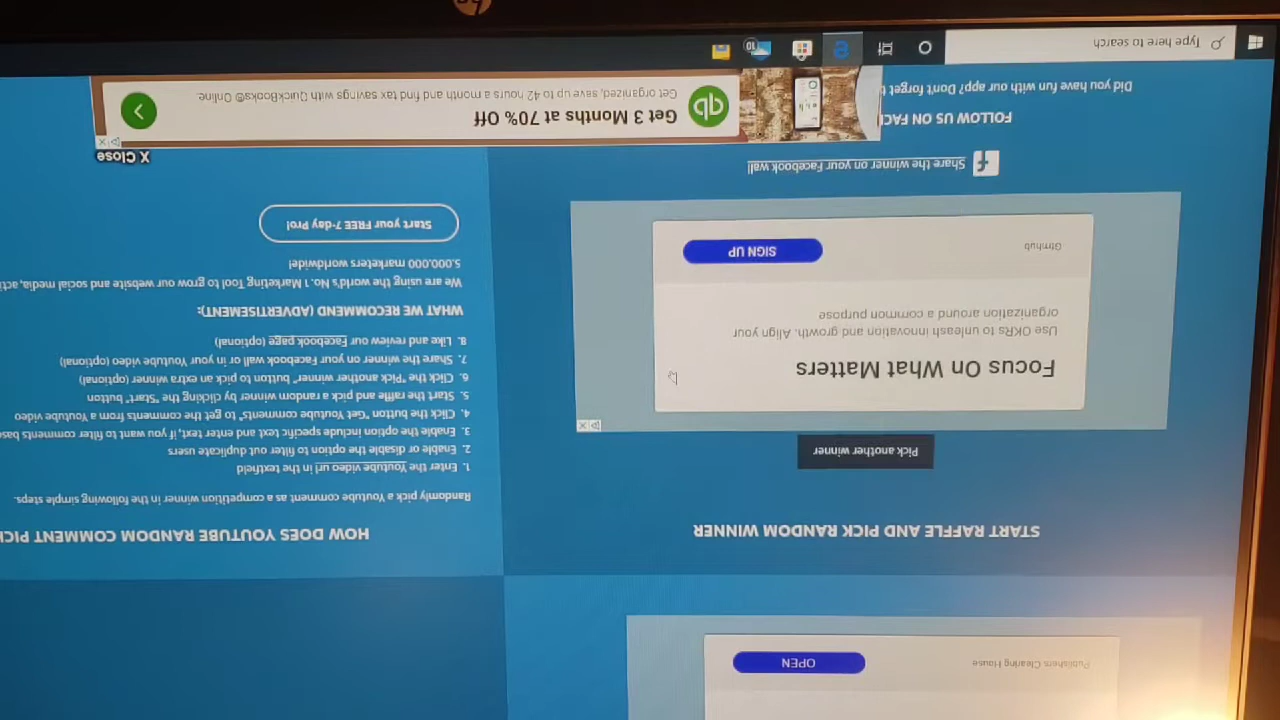 OPEN
Publishers Clearing House
START RAFFLE AND PICK RANDOM WINNER
Pick another winner
Focus On What Matters
Use OKRs to unleash innovation and growth. Align your
organization around a common purpose
Gtmhub
SIGN UP
Share the winner on your Facebook wall
FOLLOW US ON
Did you have fun with our app? Don't forget
HOW DOES YOUTUBE RANDOM COMMENT
Randomly pick a Youtube comment as a competition winner in the following simple steps.
1. Enter the Youtube video url in the textfield
2. Enable or disable the option to filter out duplicate users
3. Enable the option include specific text and enter text, if you want to filter comments
4. Click the button "Get Youtube comments" to get the comments from a Youtube video
5. Start the raffle and pick a random winner by clicking the "Start" button
6. Click the "Pick another winner" button to pick an extra winner (optional)
7. Share the winner on your Facebook wall or in your Youtube video (optional)
8. Like and review our Facebook page (optional)
WHAT WE RECOMMEND (ADVERTISEMENT):
We are using the world's No. 1 Marketing Tool to grow our website and social media,
5.000.000 marketers worldwide!
Start your FREE 7-day Pro!
X Close
qb
Get 3 Months at 70% Off
Get organized, save up to 42 hours a month and find tax savings with QuickBooks® Online.
Type here to search
10
hp